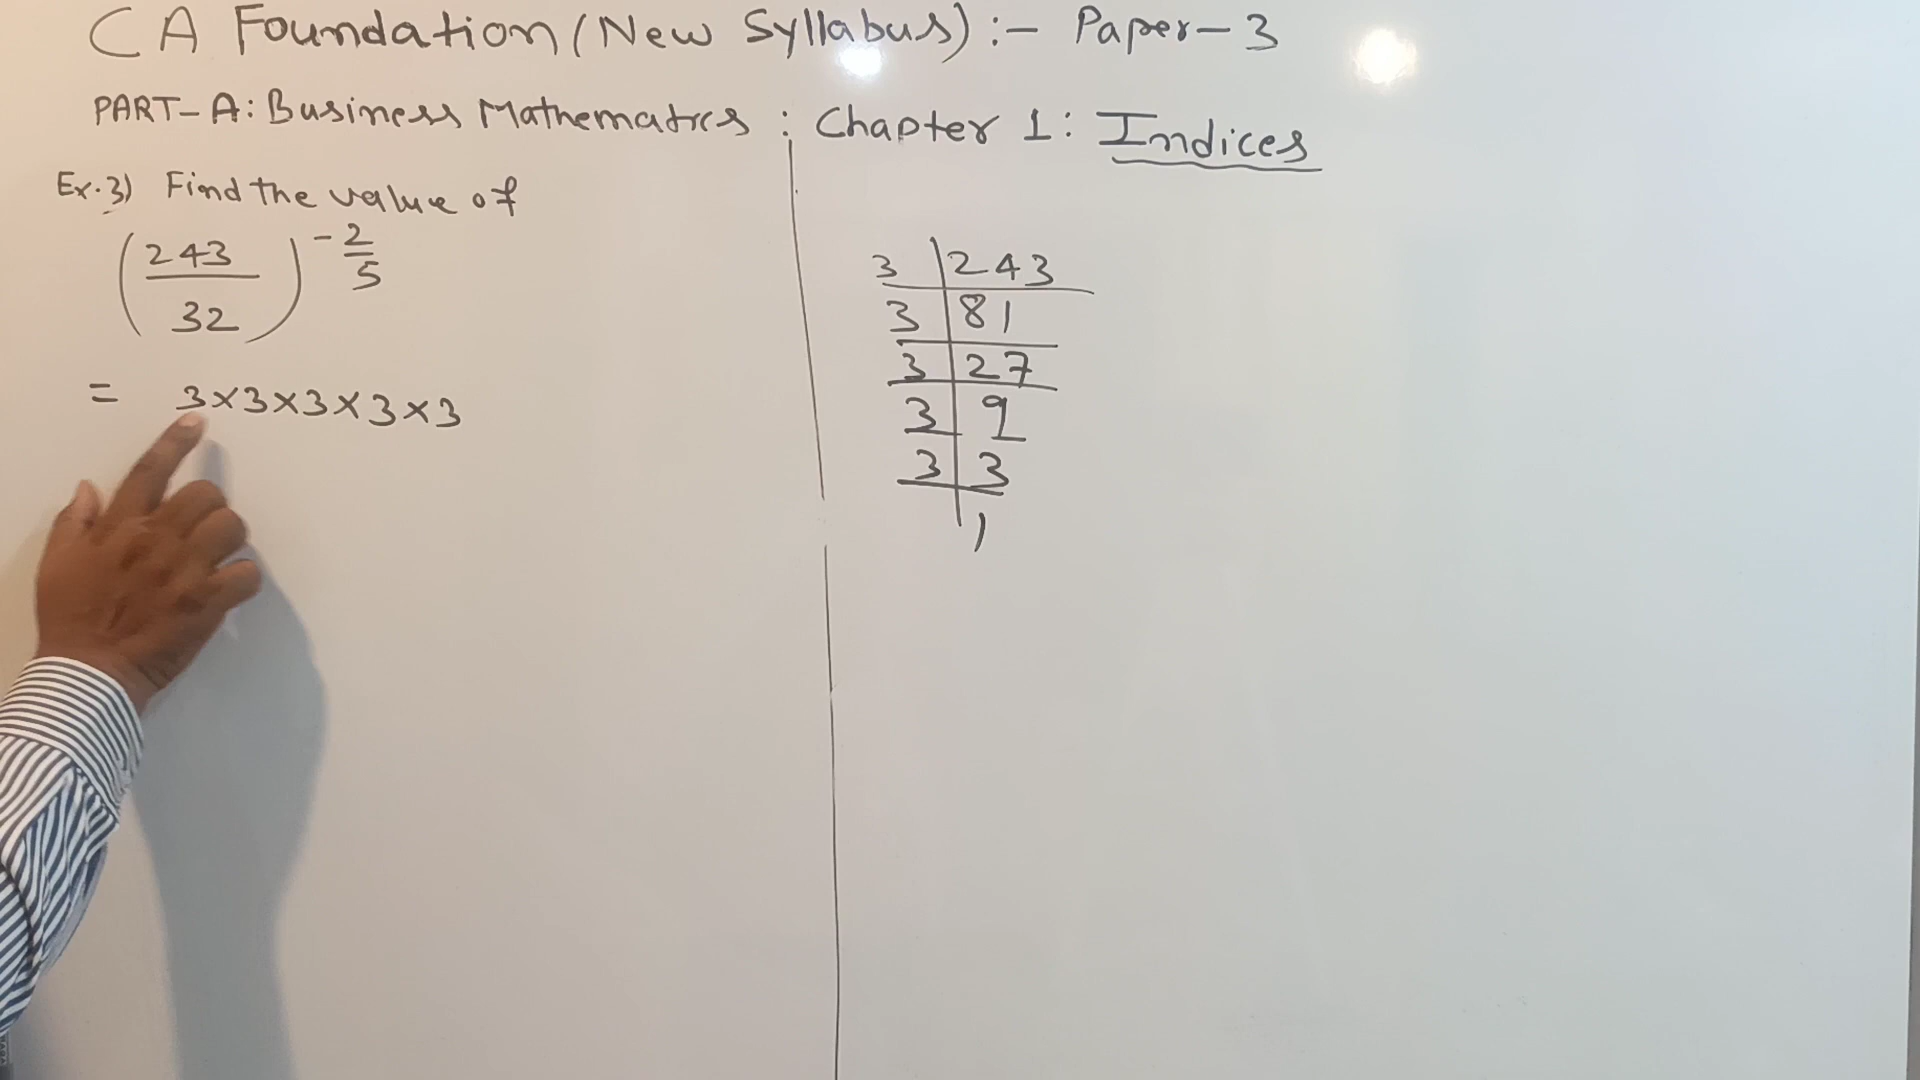 CA Foundation (New Syllabus) :- Paper-3
PART-A: Business Mathematics : Chapter 1: Indices
Ex.3) Find the value of
(243/32)^-2/5
= 3×3×3×3×3
3 | 243
3 | 81
3 | 27
3 | 9
3 | 3
1